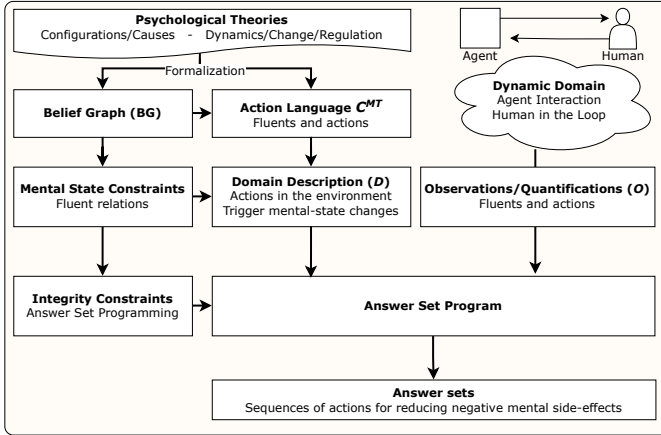 Psychological Theories
Configurations/Causes - Dynamics/Change/Regulation
Formalization
Agent
Human
Dynamic Domain
Agent Interaction
Human in the Loop
Belief Graph (BG)
Action Language C^MT
Fluents and actions
Mental State Constraints
Fluent relations
Domain Description (D)
Actions in the environment
Trigger mental-state changes
Observations/Quantifications (O)
Fluents and actions
Integrity Constraints
Answer Set Programming
Answer Set Program
Answer sets
Sequences of actions for reducing negative mental side-effects